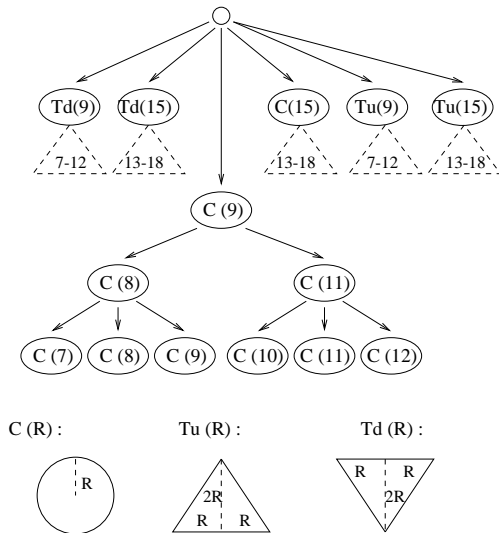 Td(9) Td(15) C(15) Tu(9) Tu(15)
7-12 13-18 13-18 7-12 13-18
C (9)
C (8) C (11)
C (7) C (8) C (9) C (10) C (11) C (12)
C (R) : Tu (R) : Td (R) :
R R
R
2R 2R
R R